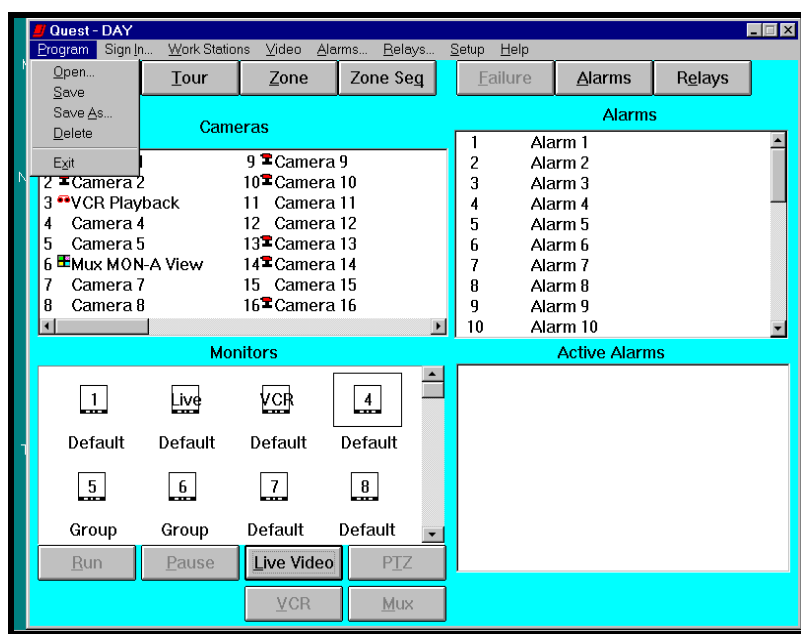 Quest - DAY
Program Sign In... Work Stations Video Alarms... Relays... Setup Help
Open...
Save
Save As...
Delete
Exit
Tour Zone Zone Seq Failure Alarms Relays
Cameras
9 Camera 9
2 Camera 2 10 Camera 10
3 VCR Playback 11 Camera 11
4 Camera 4 12 Camera 12
5 Camera 5 13 Camera 13
6 Mux MON-A View 14 Camera 14
7 Camera 7 15 Camera 15
8 Camera 8 16 Camera 16
Alarms
1 Alarm 1
2 Alarm 2
3 Alarm 3
4 Alarm 4
5 Alarm 5
6 Alarm 6
7 Alarm 7
8 Alarm 8
9 Alarm 9
10 Alarm 10
Monitors
1 Live VCR 4
Default Default Default Default
5 6 7 8
Group Group Default Default
Active Alarms
Run Pause Live Video PTZ
VCR Mux